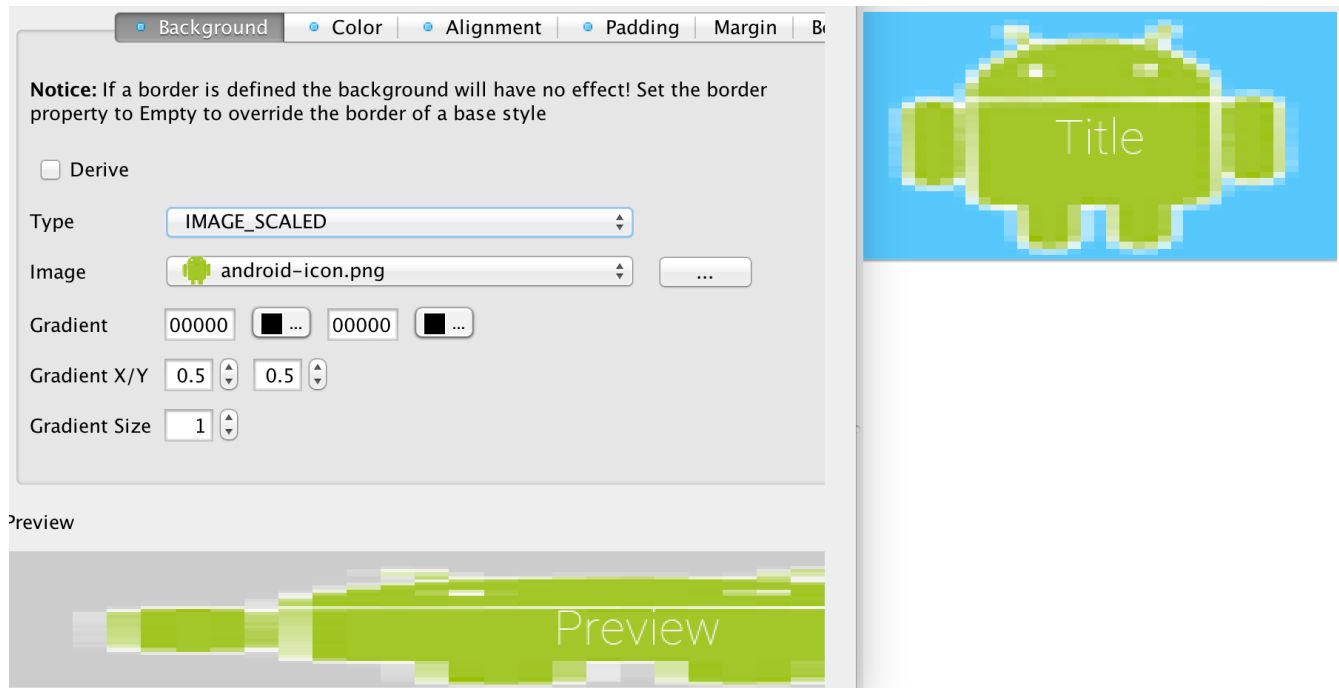 Background Color Alignment Padding Margin
Notice: If a border is defined the background will have no effect! Set the border
property to Empty to override the border of a base style
Derive
Type IMAGE_SCALED
Image android-icon.png ...
Gradient 00000 ... 00000 ...
Gradient X/Y 0.5 0.5
Gradient Size 1
Preview
Preview
Title